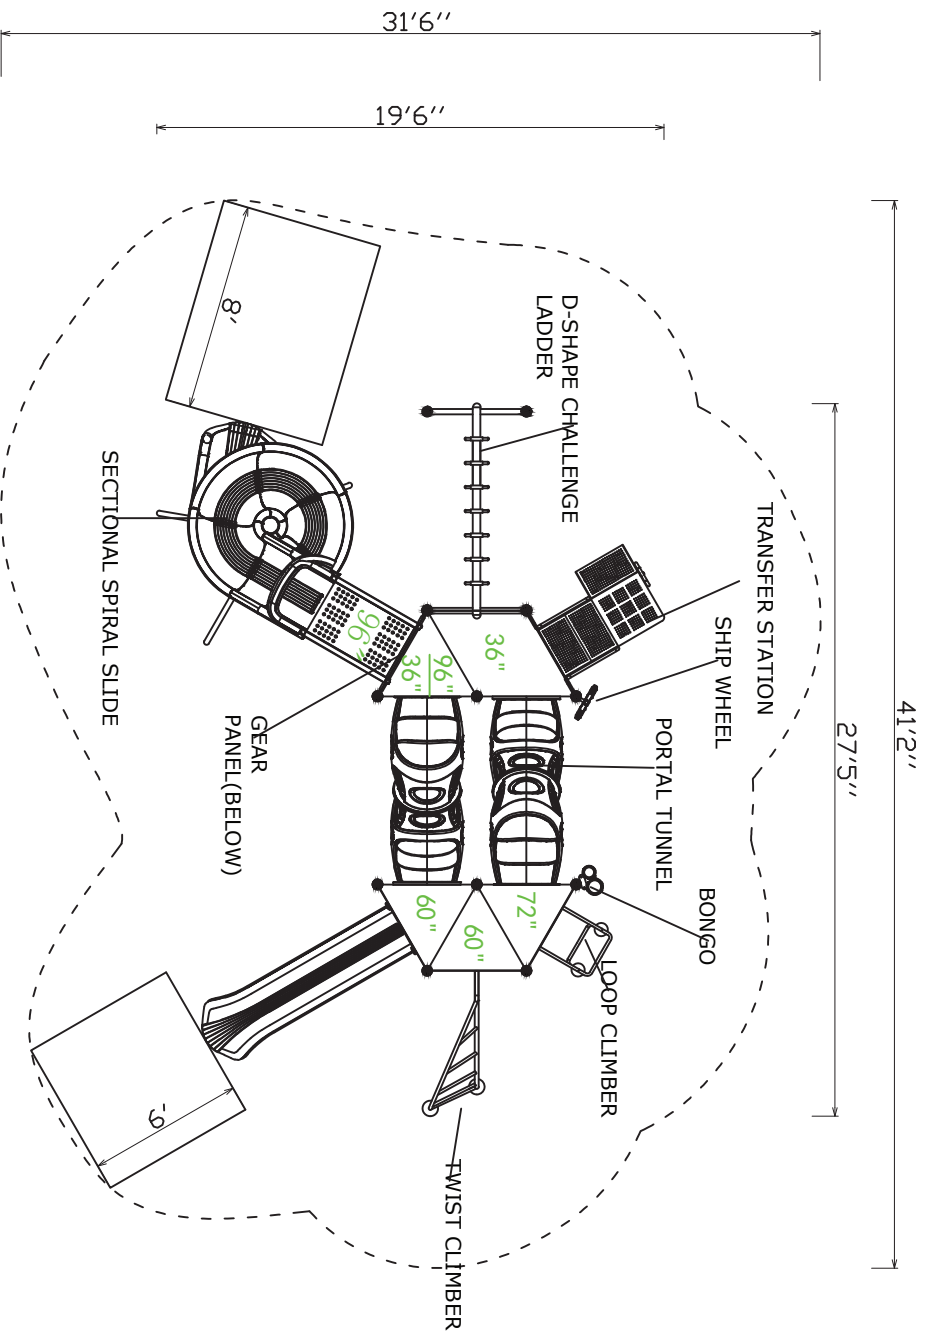 31'6''
19'6''
8'
D-SHAPE CHALLENGE
LADDER
SECTIONAL SPIRAL SLIDE
TRANSFER STATION
SHIP WHEEL
96"
36"
96"
36"
GEAR
PANEL(BELOW)
PORTAL TUNNEL
41'2''
27'5''
60"
60"
72"
BONGO
LOOP CLIMBER
6'
TWIST CLIMBER